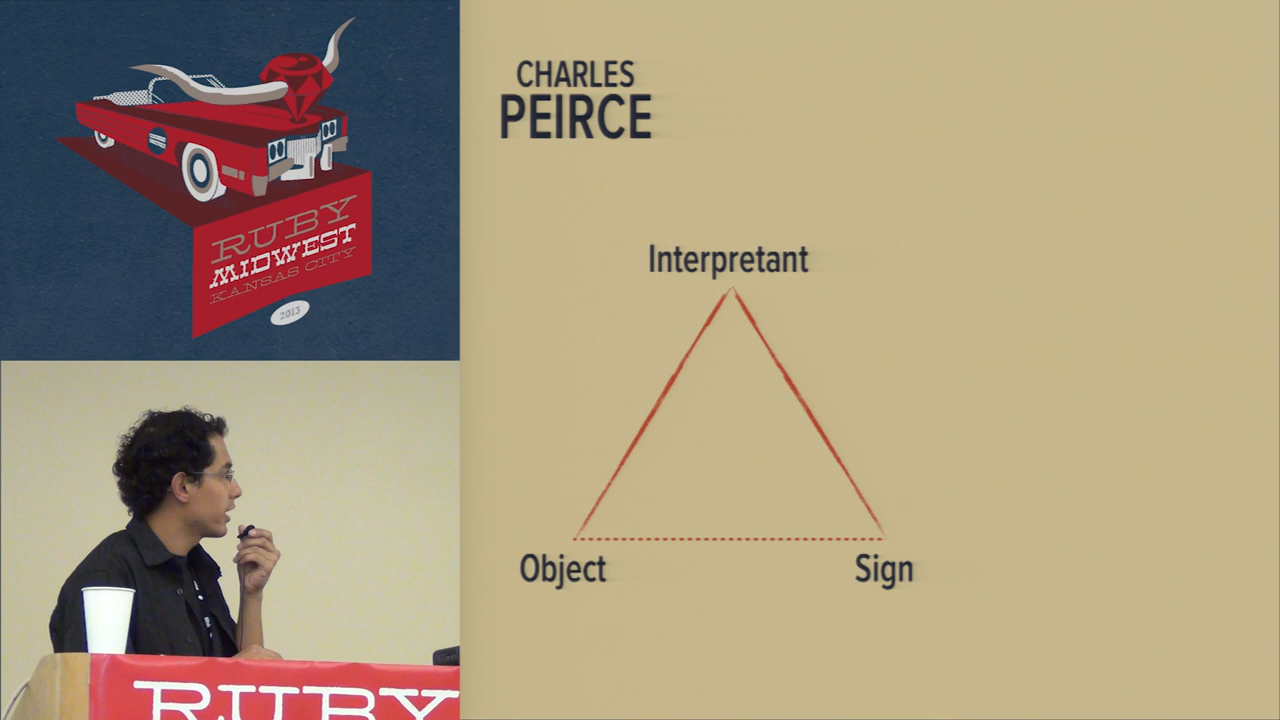 RUBY
MIDWEST
KANSAS CITY
2013
CHARLES
PEIRCE
Interpretant
Object
Sign
RUBY